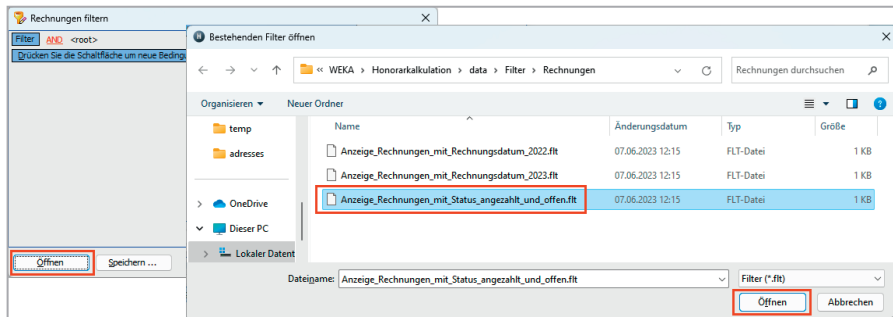 Rechnungen filtern
Filter AND <root>
Drücken Sie die Schaltfläche um neue Beding
Öffnen Speichern ...
Bestehenden Filter öffnen
« WEKA > Honorarkalkulation > data > Filter > Rechnungen
Rechnungen durchsuchen
Organisieren Neuer Ordner
temp
adresses
OneDrive
Dieser PC
Lokaler Datent
Name Änderungsdatum Typ Größe
Anzeige_Rechnungen_mit_Rechnungsdatum_2022.flt 07.06.2023 12:15 FLT-Datei 1 KB
Anzeige_Rechnungen_mit_Rechnungsdatum_2023.flt 07.06.2023 12:15 FLT-Datei 1 KB
Anzeige_Rechnungen_mit_Status_angezahlt_und_offen.flt 07.06.2023 12:15 FLT-Datei 1 KB
Dateiname: Anzeige_Rechnungen_mit_Status_angezahlt_und_offen.flt Filter (*.flt)
Öffnen Abbrechen